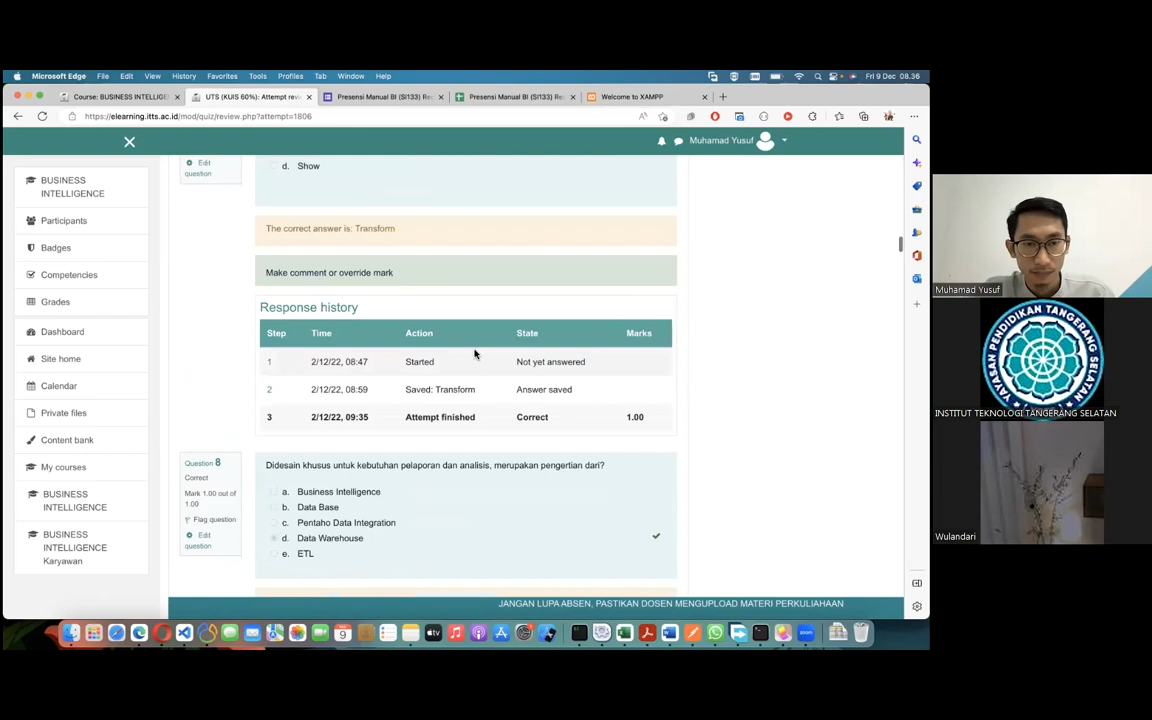 Microsoft Edge File Edit View History Favorites Tools Profiles Tab Window Help Fri 9 Dec 08.36
Course: BUSINESS INTELLIGE
UTS (KUIS 60%): Attempt revi
Presensi Manual BI (SI133) Re
Presensi Manual BI (SI133) Re
Welcome to XAMPP
https://elearning.itts.ac.id/mod/quiz/review.php?attempt=1806
Muhamad Yusuf
BUSINESS
INTELLIGENCE
Participants
Badges
Competencies
Grades
Dashboard
Site home
Calendar
Private files
Content bank
My courses
BUSINESS
INTELLIGENCE
BUSINESS
INTELLIGENCE
Karyawan
Edit
question
d. Show
The correct answer is: Transform
Make comment or override mark
Response history
Step Time Action State Marks
1 2/12/22, 08:47 Started Not yet answered
2 2/12/22, 08:59 Saved: Transform Answer saved
3 2/12/22, 09:35 Attempt finished Correct 1.00
Question 8
Correct
Mark 1.00 out of
1.00
Flag question
Edit
question
Didesain khusus untuk kebutuhan pelaporan dan analisis, merupakan pengertian dari?
a. Business Intelligence
b. Data Base
c. Pentaho Data Integration
d. Data Warehouse
e. ETL
JANGAN LUPA ABSEN, PASTIKAN DOSEN MENGUPLOAD MATERI PERKULIAHAAN
Muhamad Yusuf
YAYASAN PENDIDIKAN TANGERANG SELATAN
INSTITUT TEKNOLOGI TANGERANG SELATAN
Wulandari